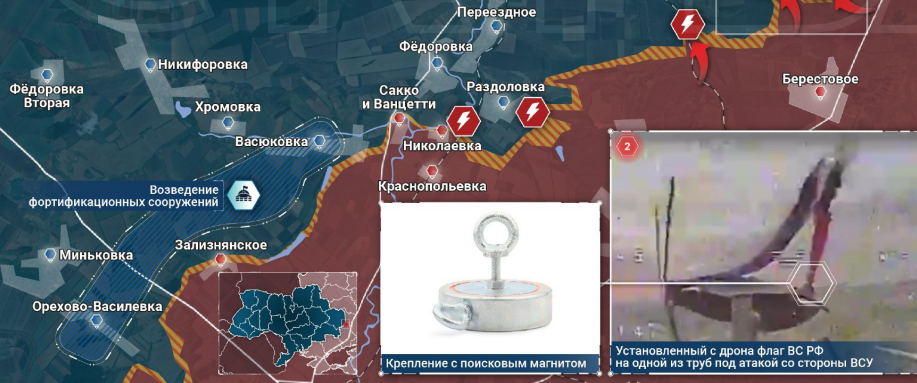 Переездное
Фёдоровка
Никифоровка
Фёдоровка
Вторая
Сакко
и Ванцетти
Раздоловка
Берестовое
Хромовка
Васюковка
Николаевка
Краснопольевка
Возведение
фортификационных сооружений
Зализнянское
Миньковка
Орехово-Василевка
Крепление с поисковым магнитом
2
Установленный с дрона флаг ВС РФ
на одной из труб под атакой со стороны ВСУ